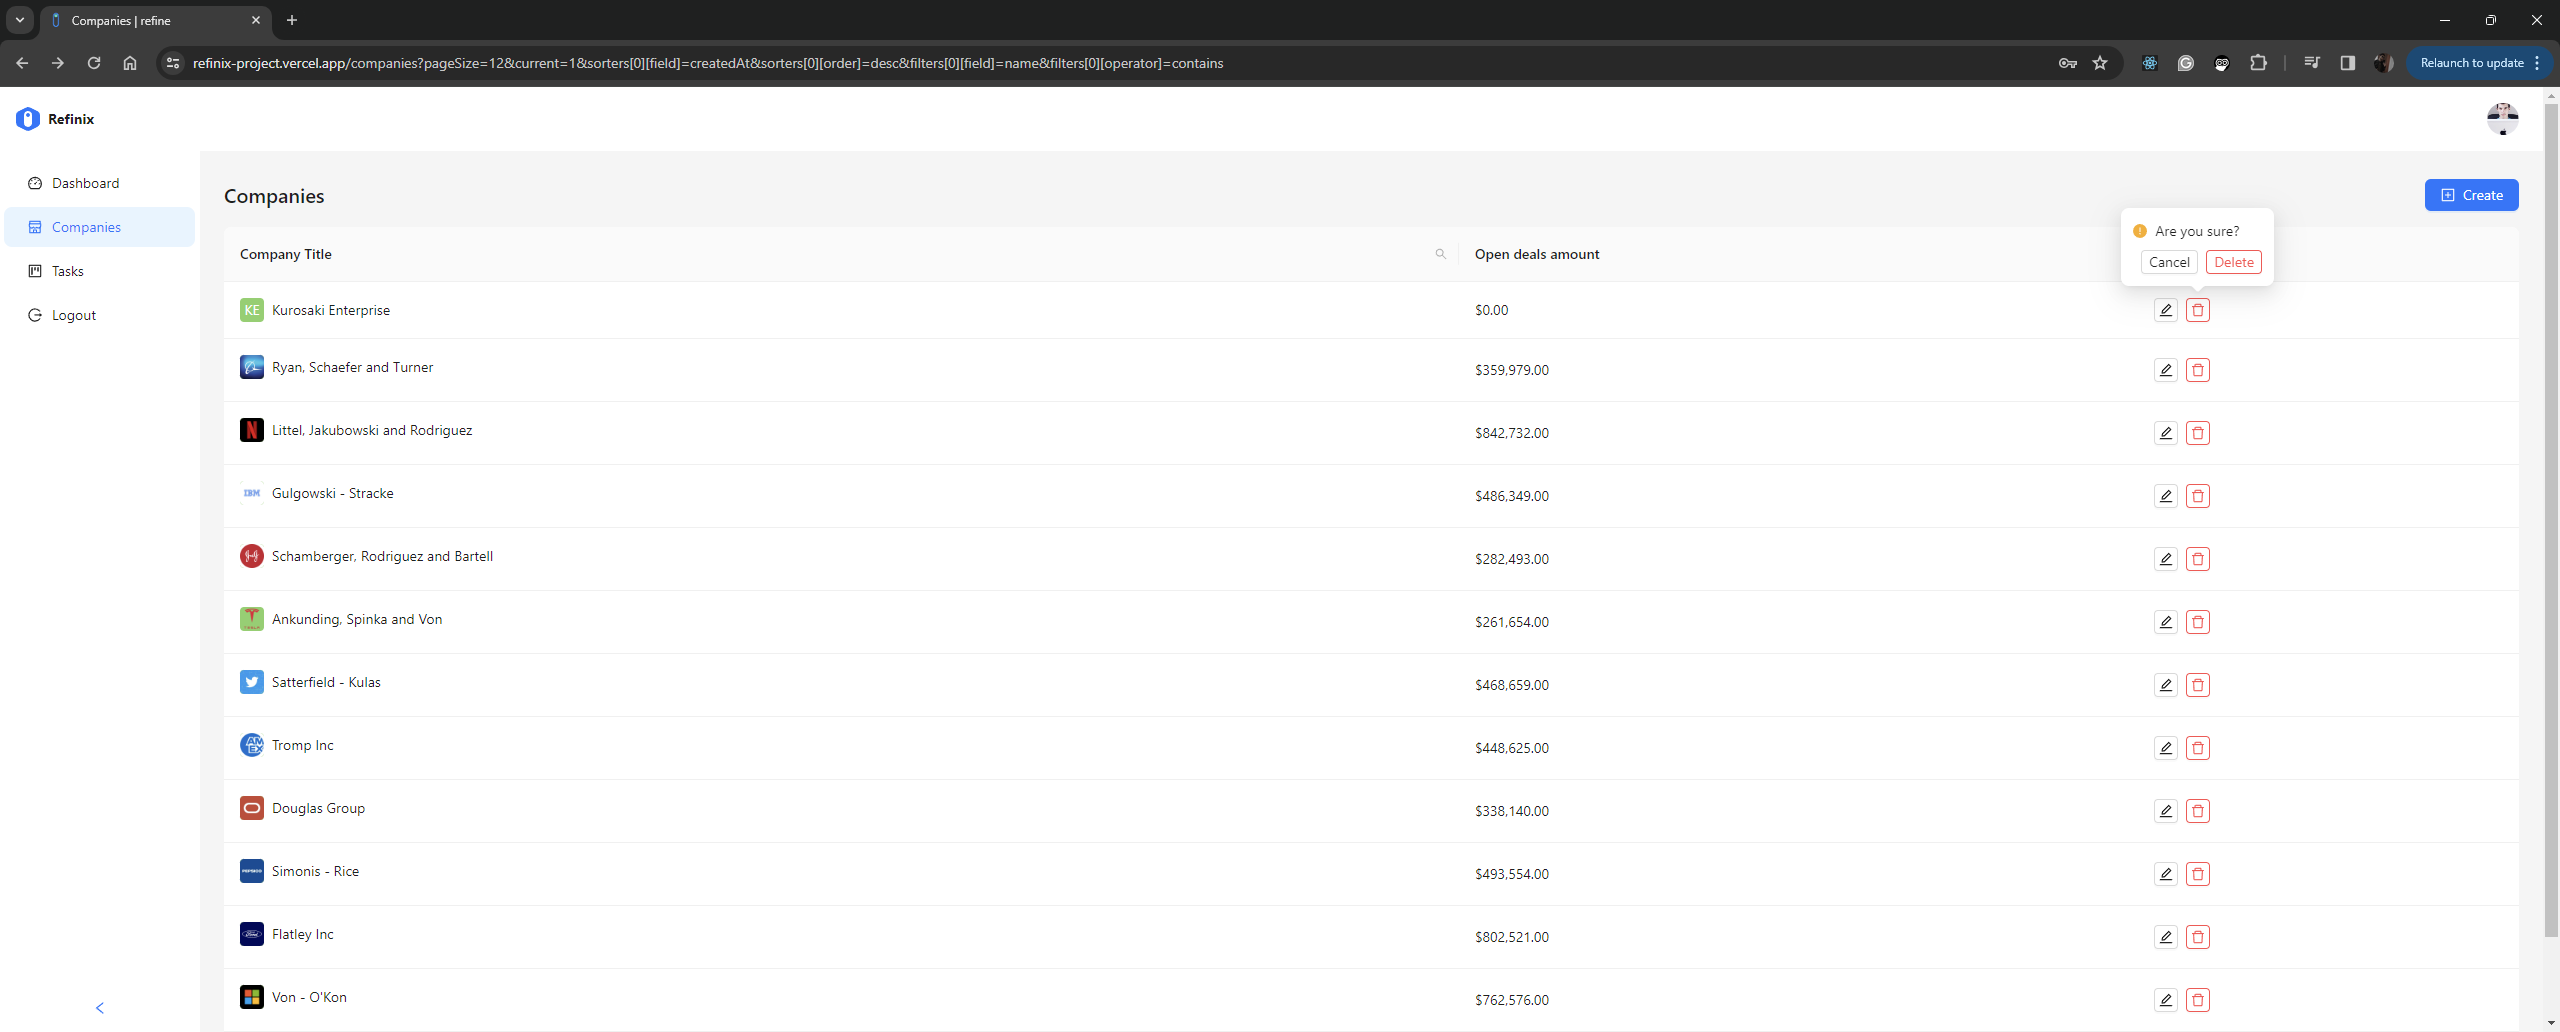 Companies | refine
refinix-project.vercel.app/companies?pageSize=12&current=1&sorters[0][field]=createdAt&sorters[0][order]=desc&filters[0][field]=name&filters[0][operator]=contains
Relaunch to update
Refinix
Dashboard
Companies
Tasks
Logout
Companies
Create
Are you sure?
Cancel Delete
Company Title Open deals amount
KE Kurosaki Enterprise $0.00
Ryan, Schaefer and Turner $359,979.00
N Littel, Jakubowski and Rodriguez $842,732.00
IBM Gulgowski - Stracke $486,349.00
Schamberger, Rodriguez and Bartell $282,493.00
Ankunding, Spinka and Von $261,654.00
Satterfield - Kulas $468,659.00
AM
EX
Tromp Inc $448,625.00
Douglas Group $338,140.00
PEPSICO Simonis - Rice $493,554.00
Ford Flatley Inc $802,521.00
Von - O'Kon $762,576.00